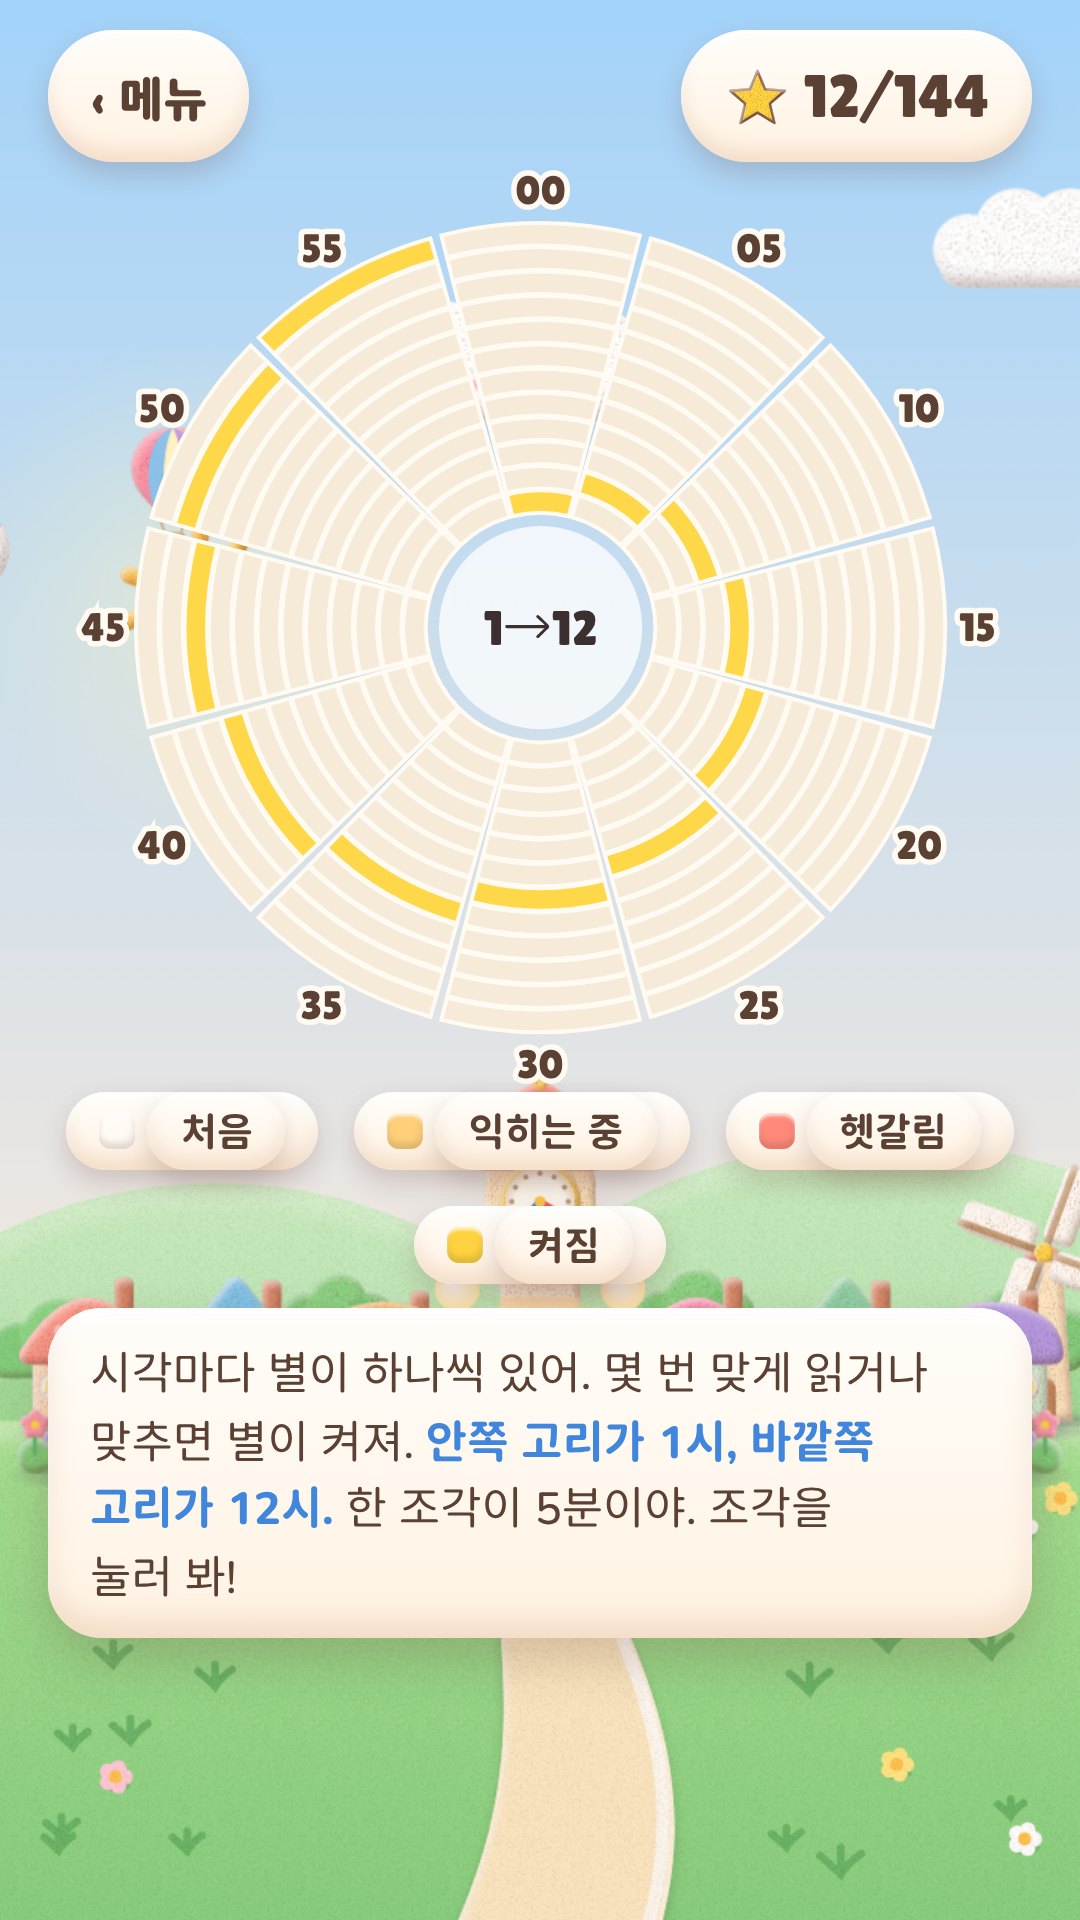 ‹ 메뉴
12/144
00
55
05
50
10
1→12
45
15
40
20
35
25
30
처음
익히는 중
헷갈림
켜짐
시각마다 별이 하나씩 있어. 몇 번 맞게 읽거나
맞추면 별이 켜져. 안쪽 고리가 1시, 바깥쪽
고리가 12시. 한 조각이 5분이야. 조각을
눌러 봐!